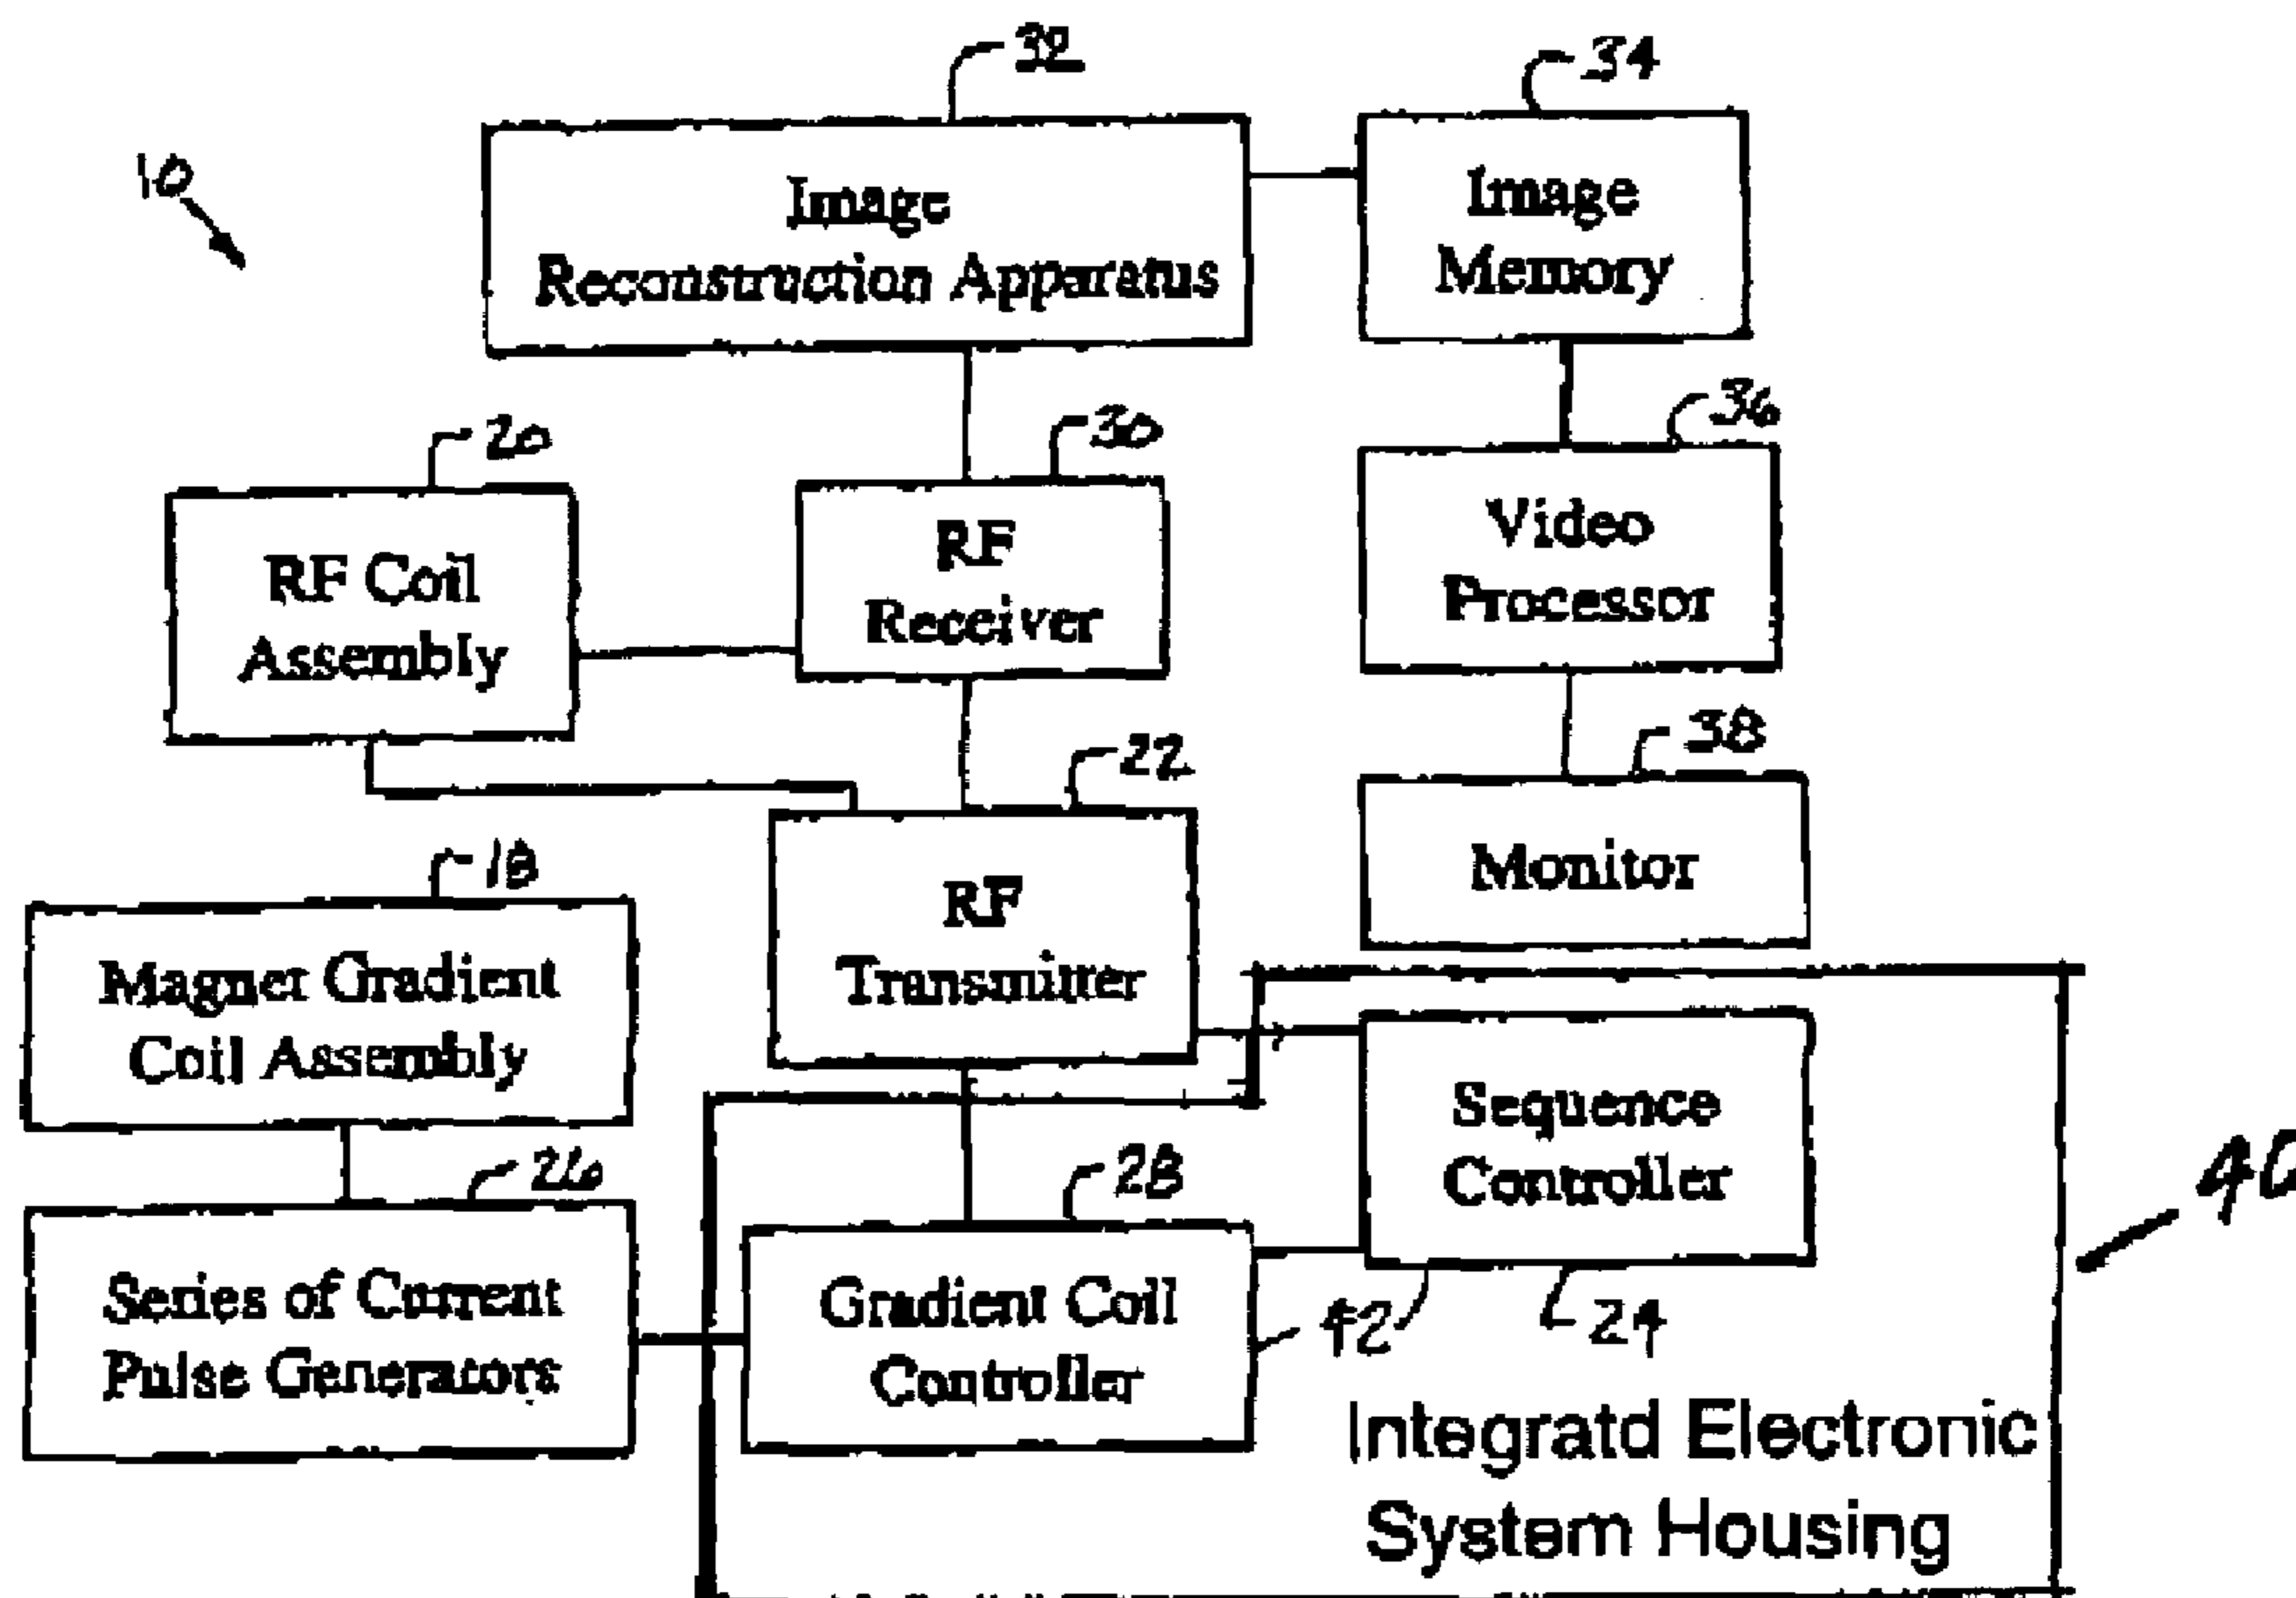 32
34
10
Image
Reconstruction Apparatus
Image
Memory
20
30
36
RF Coil
Assembly
RF
Receiver
Video
Processor
22
38
18
RF
Transmitter
Monitor
Magnet Gradient
Coil Assembly
Sequence
Controller
26
28
40
Series of Current
Pulse Generators
Gradient Coil
Controller
42
24
Integratd Electronic
System Housing